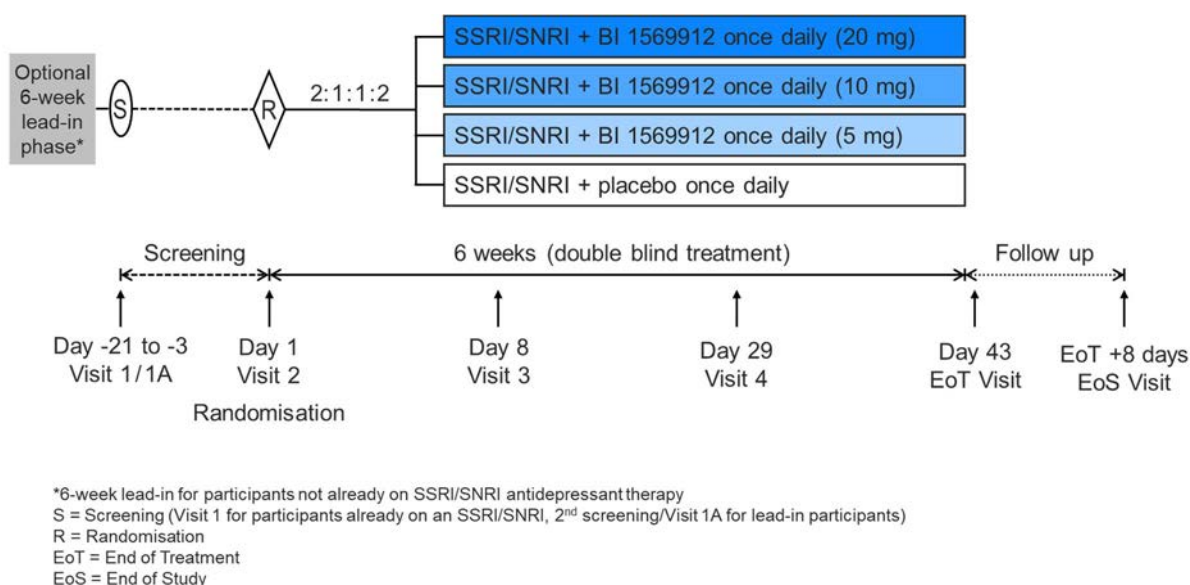 Optional
6-week
lead-in
phase*
S
R
2:1:1:2
SSRI/SNRI + BI 1569912 once daily (20 mg)
SSRI/SNRI + BI 1569912 once daily (10 mg)
SSRI/SNRI + BI 1569912 once daily (5 mg)
SSRI/SNRI + placebo once daily
Screening
6 weeks (double blind treatment)
Follow up
Day -21 to -3
Visit 1/1A
Day 1
Visit 2
Randomisation
Day 8
Visit 3
Day 29
Visit 4
Day 43
EoT Visit
EoT +8 days
EoS Visit
*6-week lead-in for participants not already on SSRI/SNRI antidepressant therapy
S = Screening (Visit 1 for participants already on an SSRI/SNRI, 2nd screening/Visit 1A for lead-in participants)
R = Randomisation
EoT = End of Treatment
EoS = End of Study